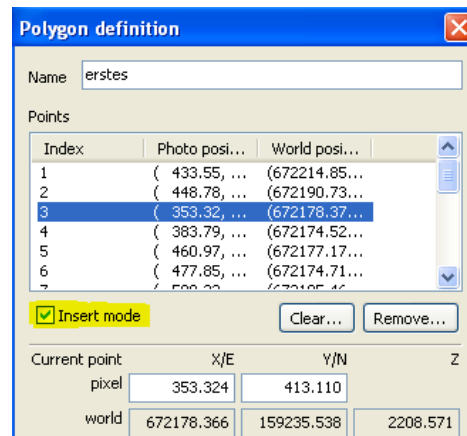 Polygon definition
Name erstes
Points
Index Photo posi... World posi...
1 ( 433.55, ... (672214.85...
2 ( 448.78, ... (672190.73...
3 ( 353.32, ... (672178.37...
4 ( 383.79, ... (672174.52...
5 ( 460.97, ... (672177.17...
6 ( 477.85, ... (672174.71...
Insert mode Clear... Remove...
Current point X/E Y/N Z
pixel 353.324 413.110
world 672178.366 159235.538 2208.571